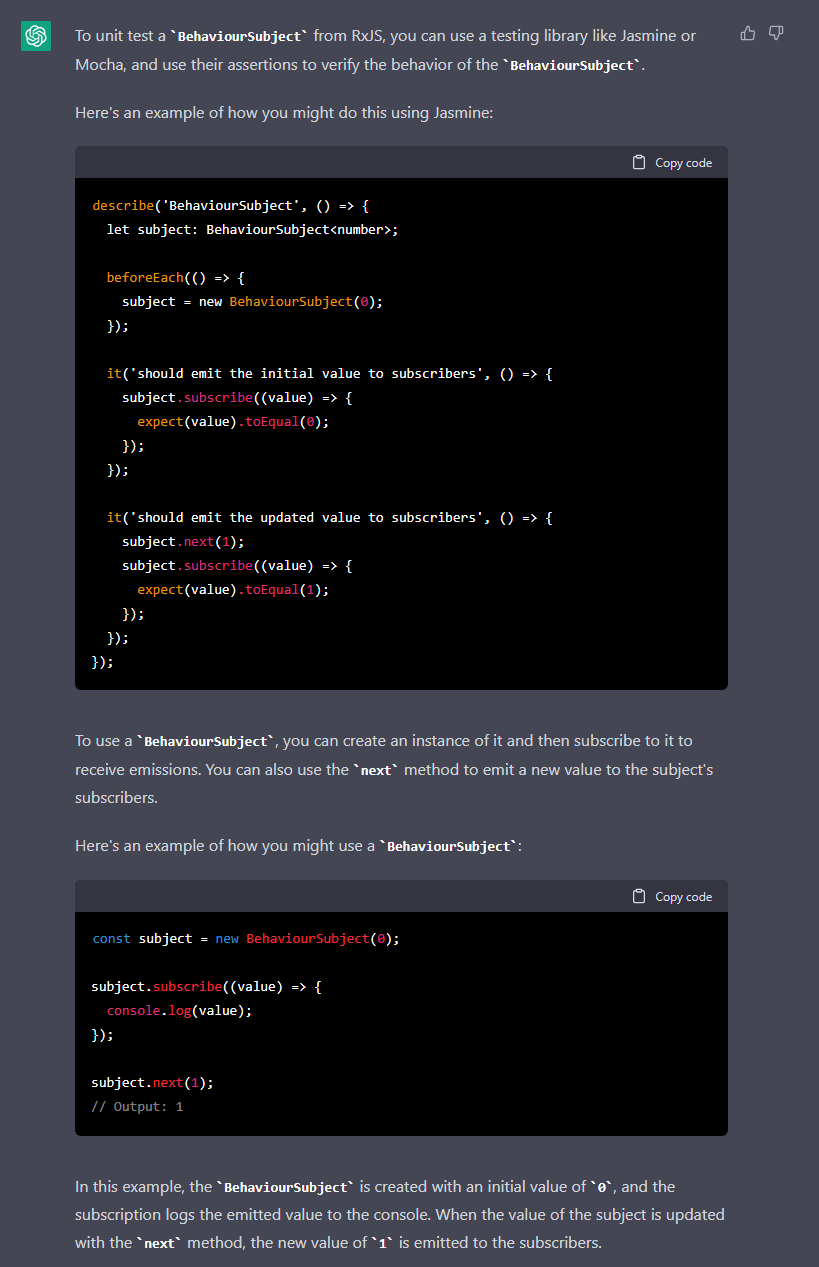 To unit test a `BehaviourSubject` from RxJS, you can use a testing library like Jasmine or
Mocha, and use their assertions to verify the behavior of the `BehaviourSubject`.
Here's an example of how you might do this using Jasmine:
Copy code
describe('BehaviourSubject', () => {
  let subject: BehaviourSubject<number>;
  beforeEach(() => {
    subject = new BehaviourSubject(0);
  });
  it('should emit the initial value to subscribers', () => {
    subject.subscribe((value) => {
      expect(value).toEqual(0);
    });
  });
  it('should emit the updated value to subscribers', () => {
    subject.next(1);
    subject.subscribe((value) => {
      expect(value).toEqual(1);
    });
  });
});
To use a `BehaviourSubject`, you can create an instance of it and then subscribe to it to
receive emissions. You can also use the `next` method to emit a new value to the subject's
subscribers.
Here's an example of how you might use a `BehaviourSubject`:
Copy code
const subject = new BehaviourSubject(0);
subject.subscribe((value) => {
  console.log(value);
});
subject.next(1);
// Output: 1
In this example, the `BehaviourSubject` is created with an initial value of `0`, and the
subscription logs the emitted value to the console. When the value of the subject is updated
with the `next` method, the new value of `1` is emitted to the subscribers.